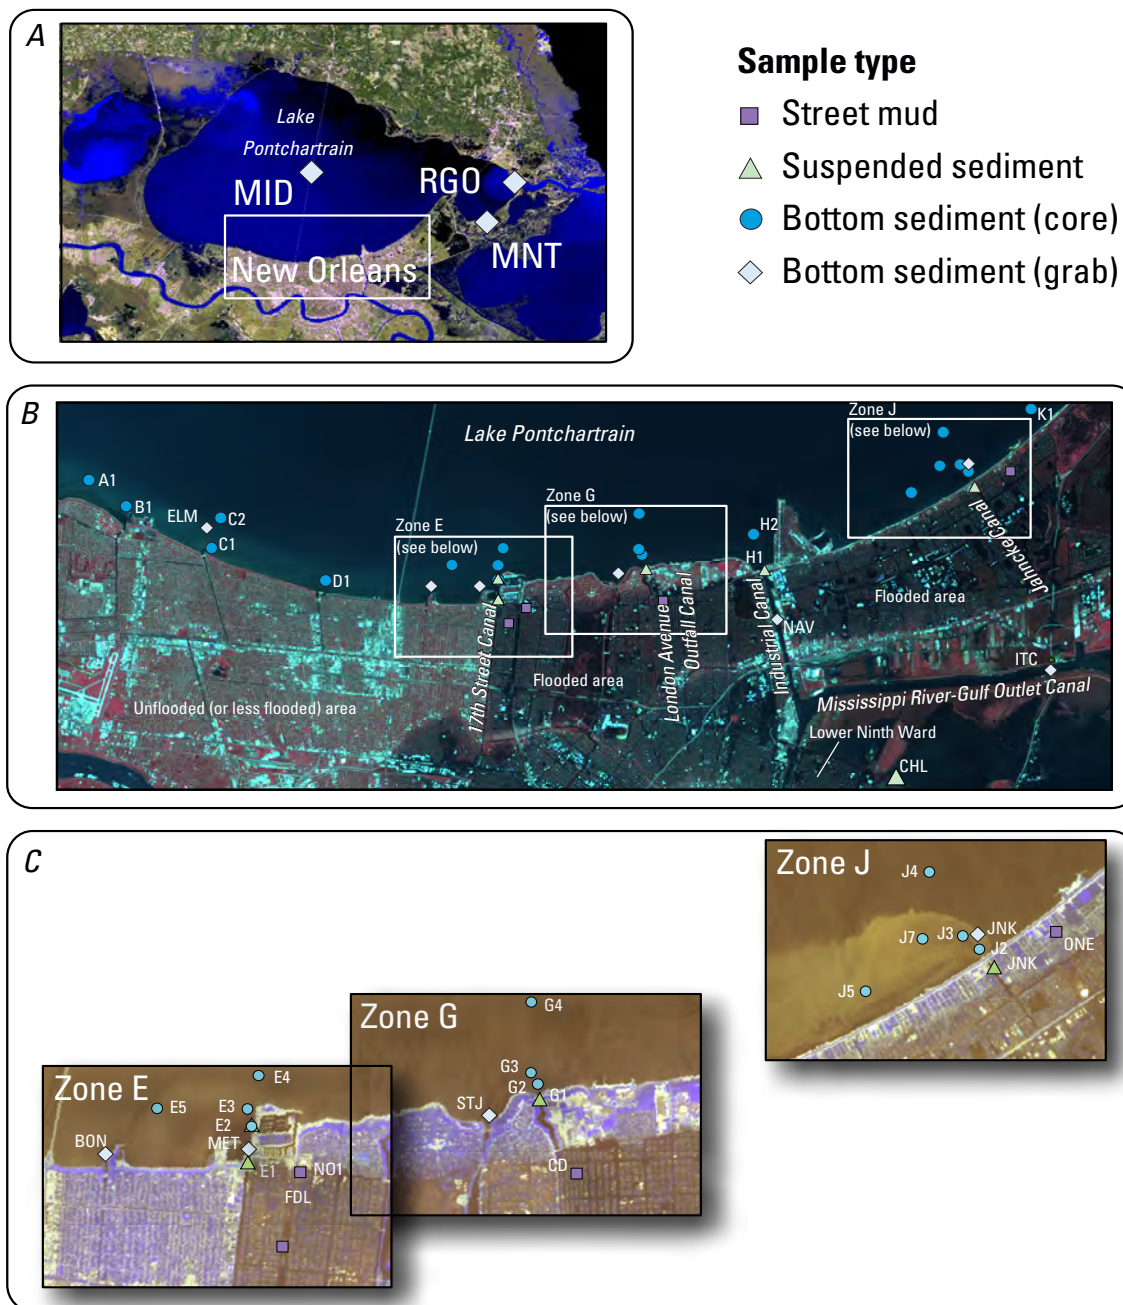 A
Lake
Pontchartrain
MID
RGO
MNT
New Orleans
Sample type
Street mud
Suspended sediment
Bottom sediment (core)
Bottom sediment (grab)
B
Lake Pontchartrain
Zone J
(see below)
K1
A1
B1
ELM
C2
C1
D1
Zone E
(see below)
Zone G
(see below)
H2
H1
17th Street Canal
London Avenue
Outfall Canal
Industrial Canal
Jahncke Canal
Flooded area
NAV
ITC
Flooded area
Unflooded (or less flooded) area
Mississippi River-Gulf Outlet Canal
Lower Ninth Ward
CHL
C
Zone J
J4
J7
J3
JNK
J2
ONE
JNK
J5
Zone G
G4
G3
G2
G1
STJ
CD
Zone E
E4
E5
E3
E2
BON
MET
E1
NO1
FDL